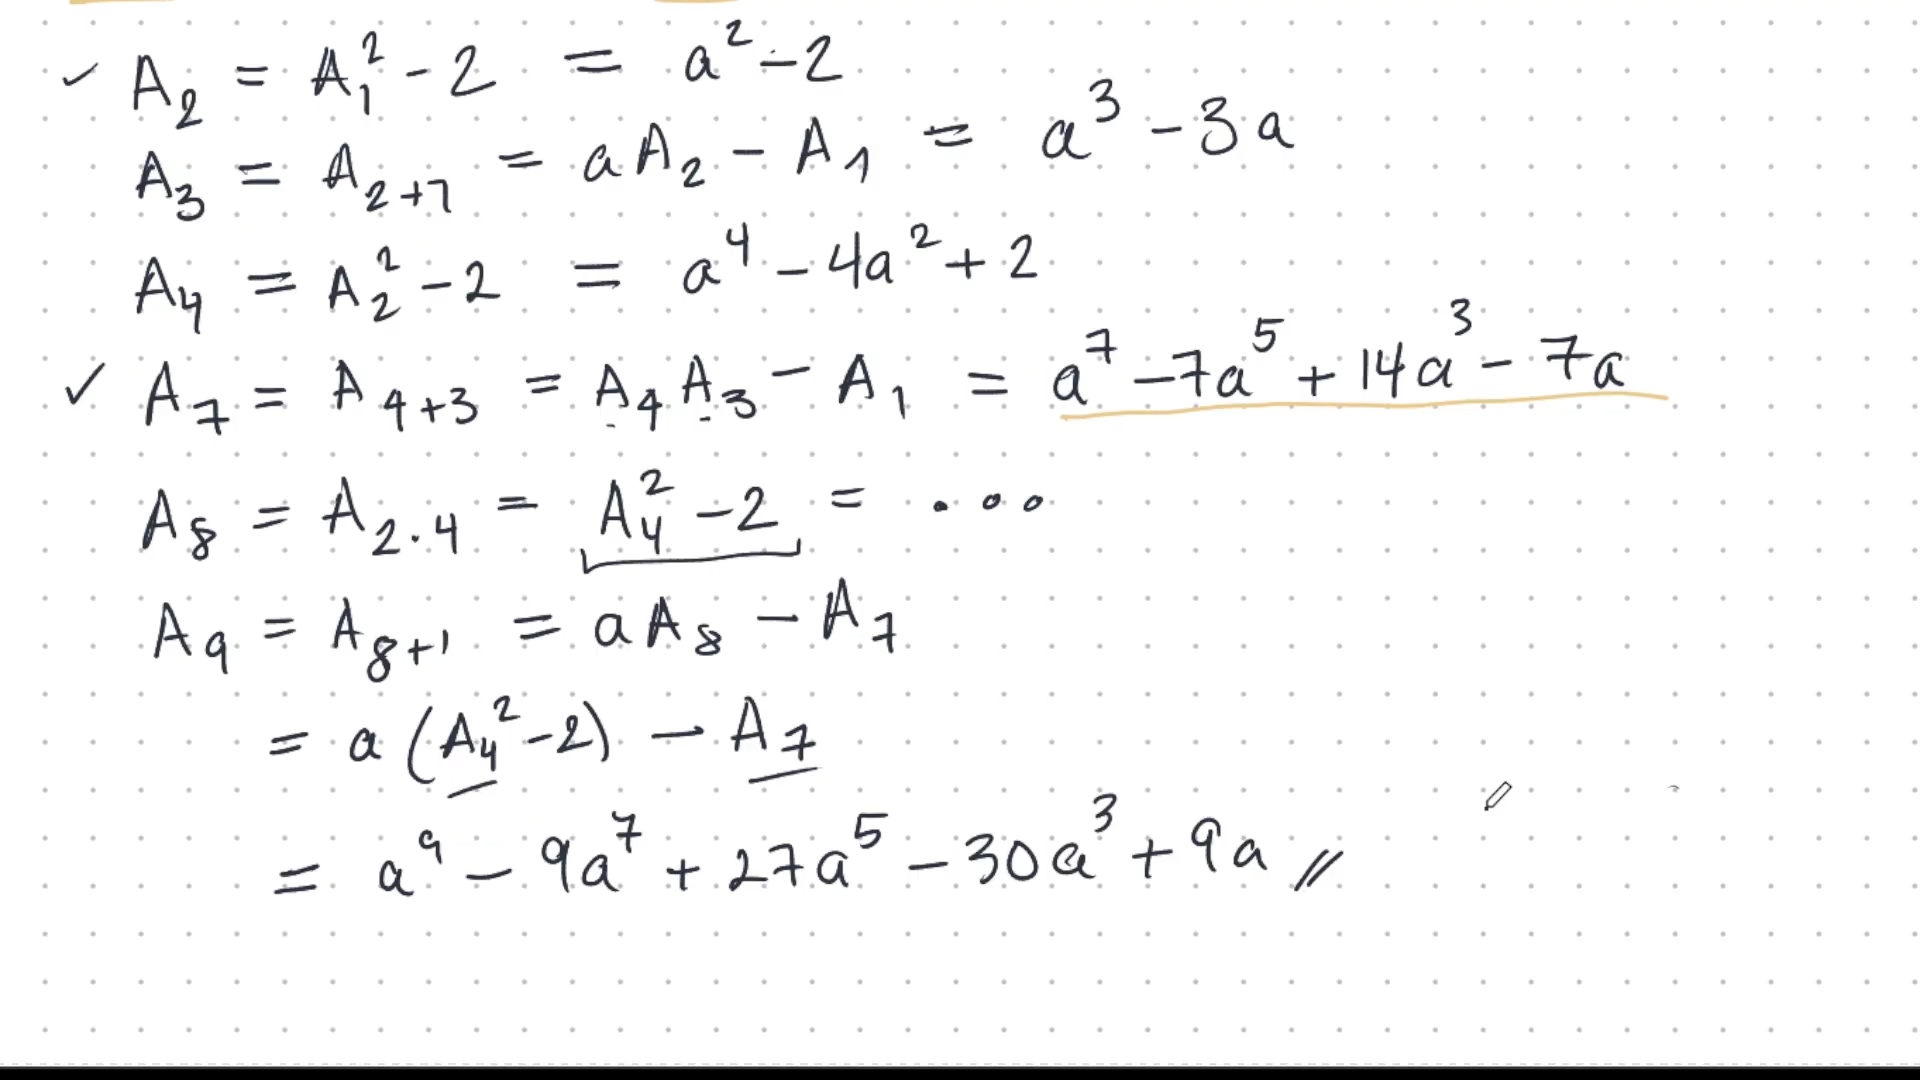 ✓ A₂ = A₁² - 2 = a² - 2
A₃ = A₂₊₁ = aA₂ - A₁ = a³ - 3a
A₄ = A₂² - 2 = a⁴ - 4a² + 2
✓ A₇ = A₄₊₃ = A₄A₃ - A₁ = a⁷ - 7a⁵ + 14a³ - 7a
A₈ = A₂.₄ = A₄² - 2 = ...
A₉ = A₈₊₁ = aA₈ - A₇
= a(A₄² - 2) - A₇
= a⁹ - 9a⁷ + 27a⁵ - 30a³ + 9a //